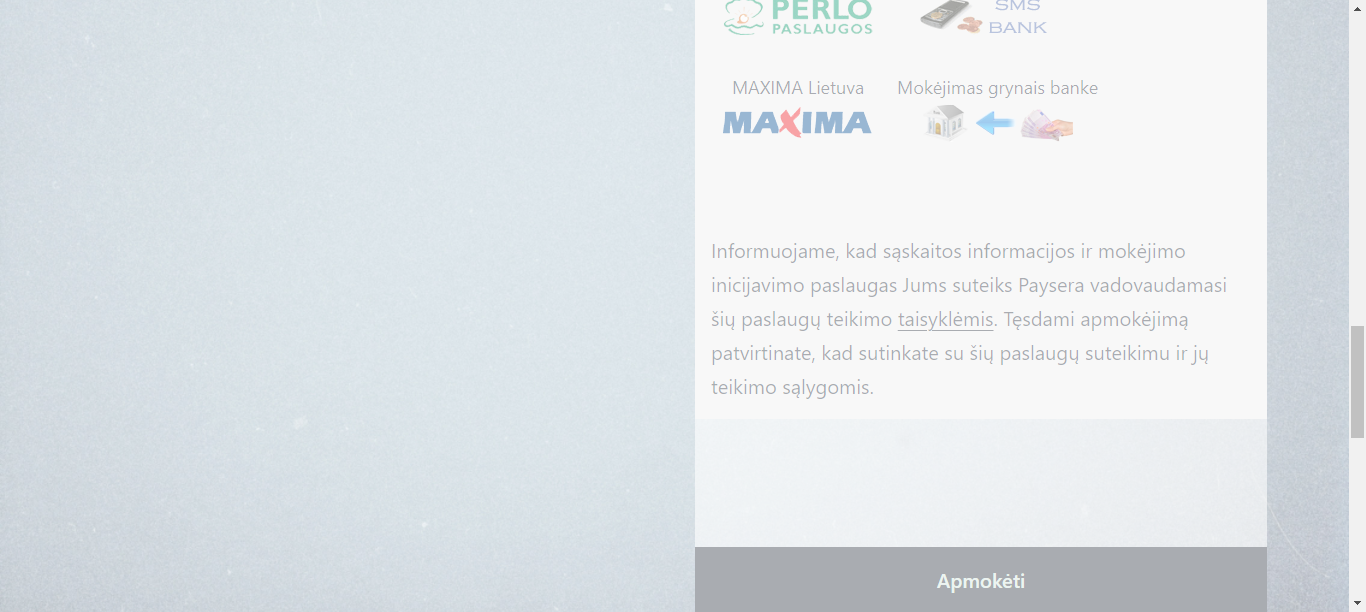 PERLO
PASLAUGOS
SMS
BANK
MAXIMA Lietuva
Mokėjimas grynais banke
MAXIMA
Informuojame, kad sąskaitos informacijos ir mokėjimo
inicijavimo paslaugas Jums suteiks Paysera vadovaudamasi
šių paslaugų teikimo taisyklėmis. Tęsdami apmokėjimą
patvirtinate, kad sutinkate su šių paslaugų suteikimu ir jų
teikimo sąlygomis.
Apmokėti